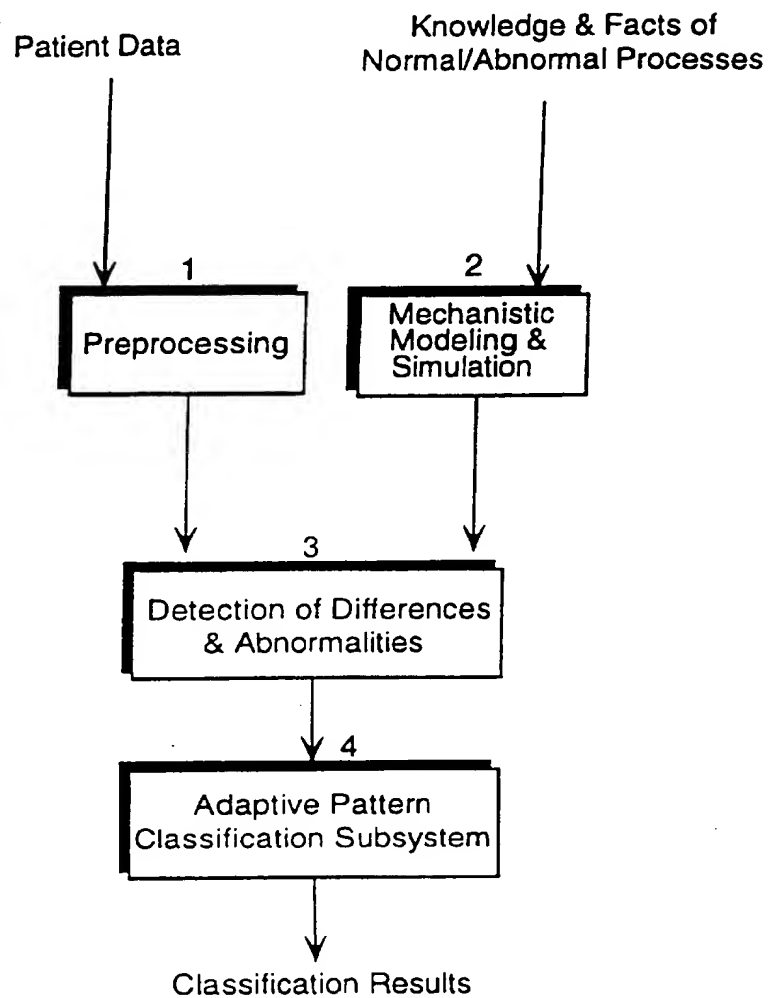 Patient Data
Knowledge & Facts of
Normal/Abnormal Processes
1
Preprocessing
2
Mechanistic
Modeling &
Simulation
3
Detection of Differences
& Abnormalities
4
Adaptive Pattern
Classification Subsystem
Classification Results